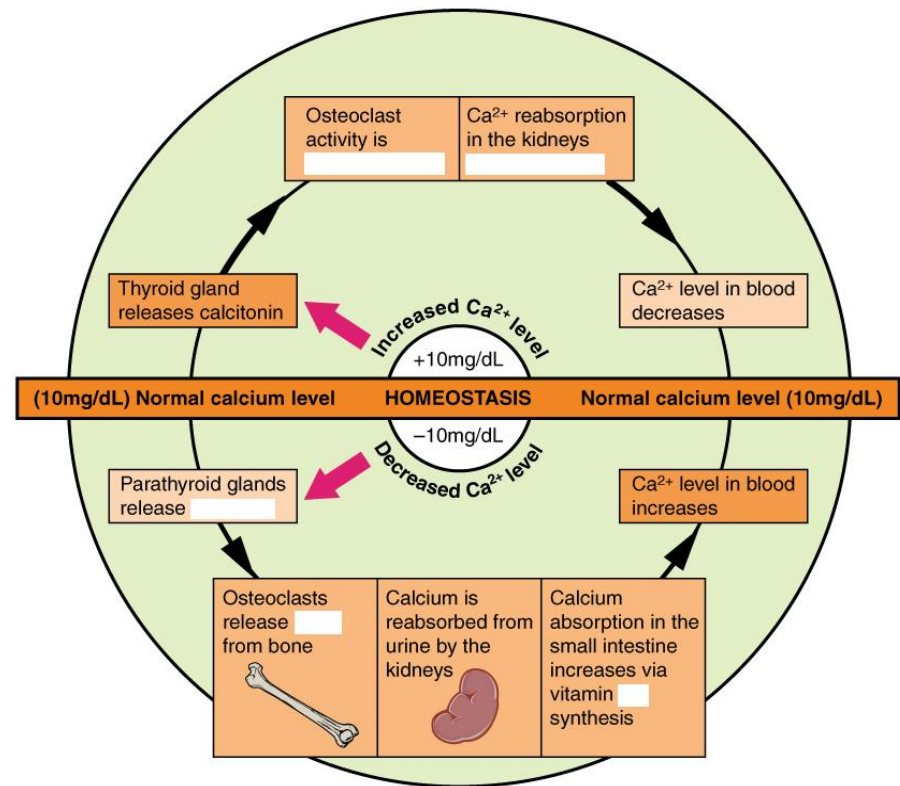 Osteoclast
activity is
Ca²⁺ reabsorption
in the kidneys
Thyroid gland
releases calcitonin
Increased Ca²⁺ level
+10mg/dL
Ca²⁺ level in blood
decreases
(10mg/dL) Normal calcium level
HOMEOSTASIS
Normal calcium level (10mg/dL)
–10mg/dL
Decreased Ca²⁺ level
Parathyroid glands
release
Ca²⁺ level in blood
increases
Osteoclasts
release
from bone
Calcium is
reabsorbed from
urine by the
kidneys
Calcium
absorption in the
small intestine
increases via
vitamin
synthesis